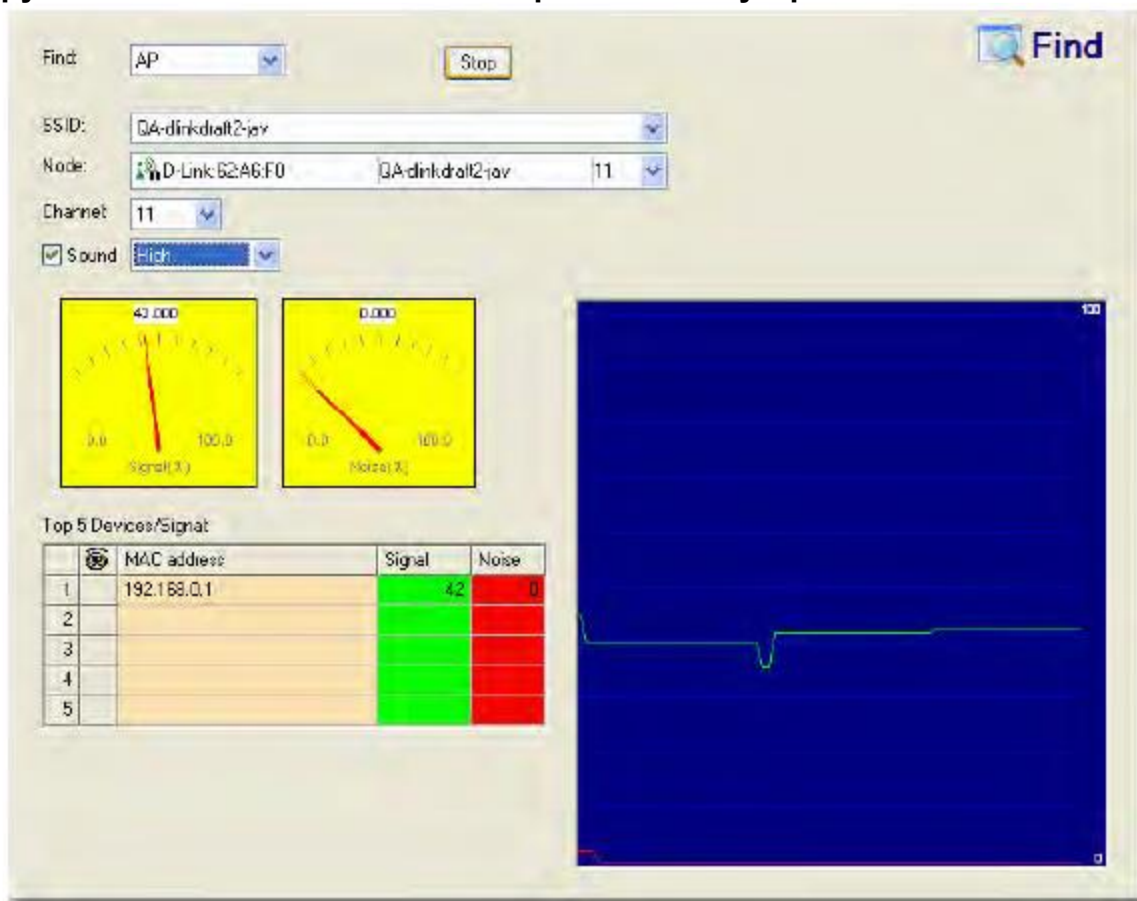 Find
Find: AP Stop
SSID: QA-dlinkdraft2-jav
Node: D-Link:62:A6:F0 QA-dlinkdraft2-jav 11
Channel: 11
Sound High
0.000
100
0.0 100.0 0.0 100.0
Signal(%) Noise(%)
Top 5 Devices/Signal:
MAC address Signal Noise
1 192.168.0.1 42 0
2
3
4
5
0